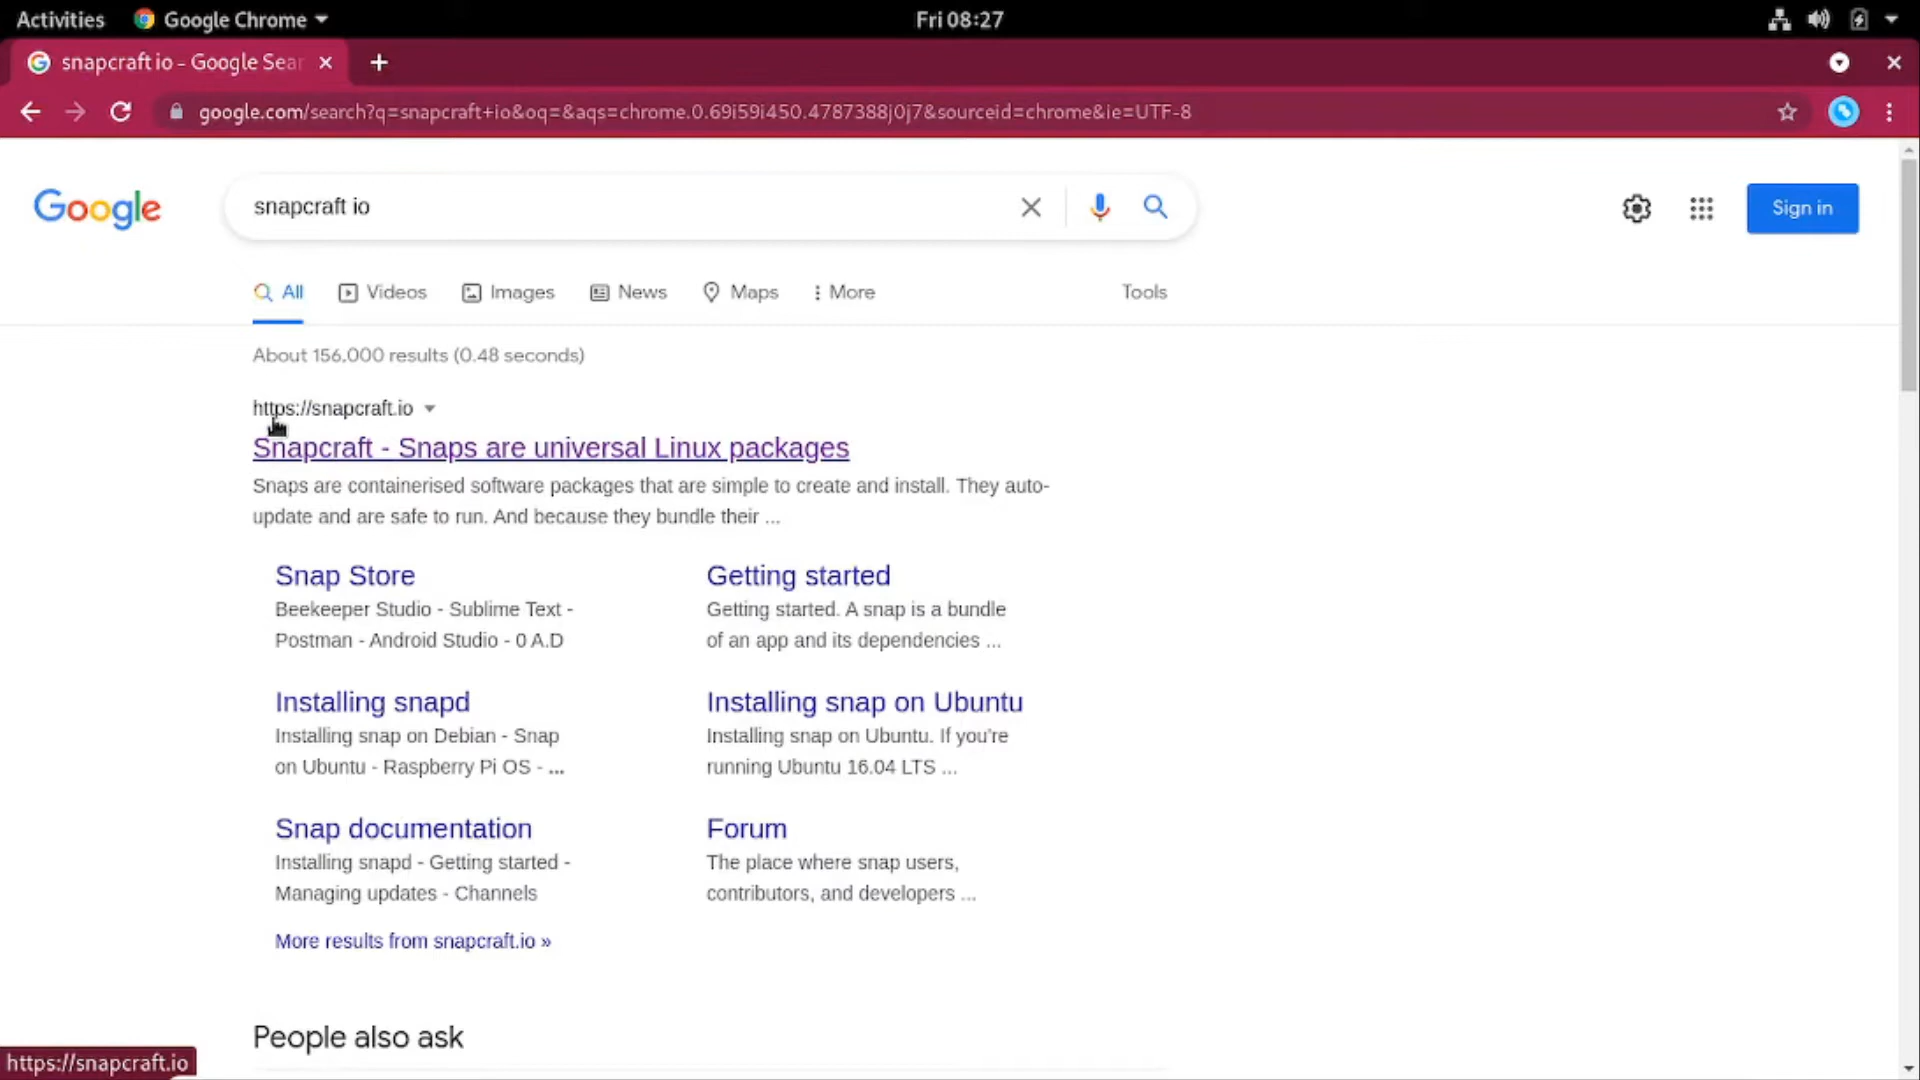 Activities Google Chrome Fri 08:27
snapcraft io - Google Sear
google.com/search?q=snapcraft+io&oq=&aqs=chrome.0.69i59i450.4787388j0j7&sourceid=chrome&ie=UTF-8
Google snapcraft io Sign in
All Videos Images News Maps More Tools
About 156,000 results (0.48 seconds)
https://snapcraft.io
Snapcraft - Snaps are universal Linux packages
Snaps are containerised software packages that are simple to create and install. They auto-
update and are safe to run. And because they bundle their ...
Snap Store
Beekeeper Studio - Sublime Text -
Postman - Android Studio - 0 A.D
Getting started
Getting started. A snap is a bundle
of an app and its dependencies ...
Installing snapd
Installing snap on Debian - Snap
on Ubuntu - Raspberry Pi OS - ...
Installing snap on Ubuntu
Installing snap on Ubuntu. If you're
running Ubuntu 16.04 LTS ...
Snap documentation
Installing snapd - Getting started -
Managing updates - Channels
Forum
The place where snap users,
contributors, and developers ...
More results from snapcraft.io »
People also ask
https://snapcraft.io